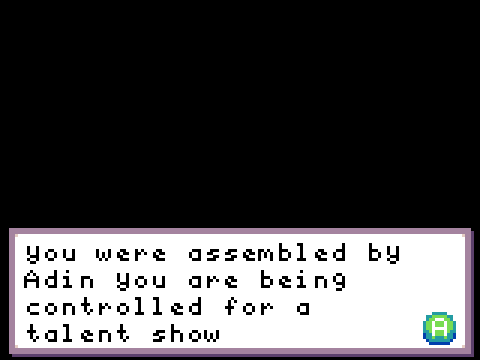 You were assembled by
Adin You are being
controlled for a
talent show
A